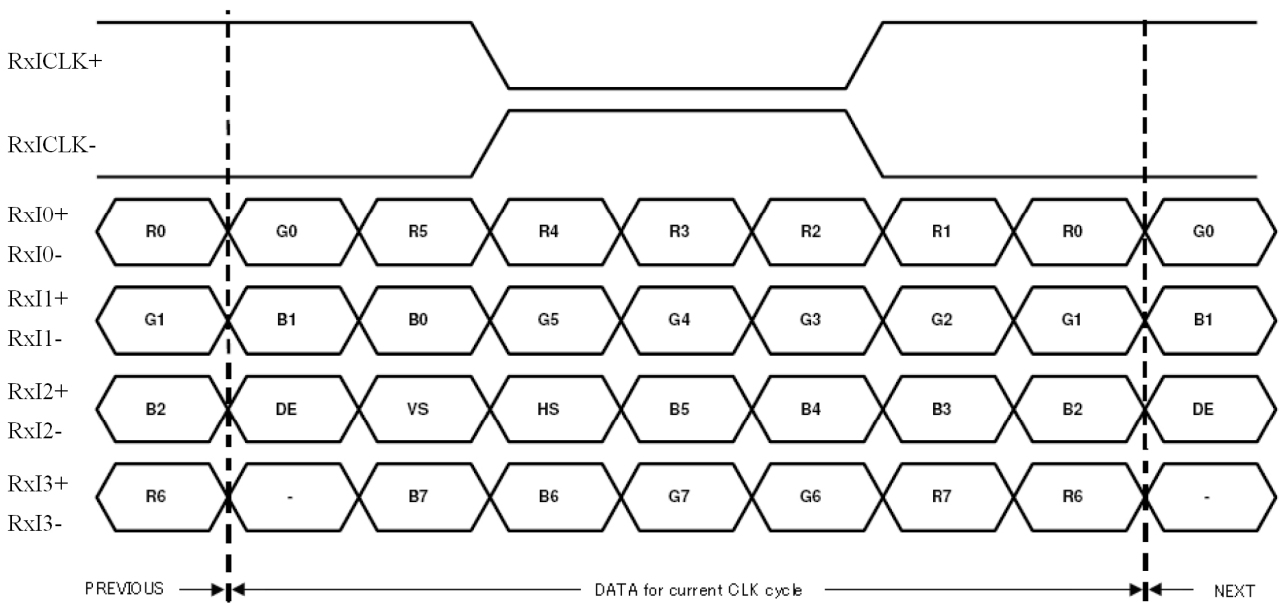 RxICLK+
RxICLK-
RxI0+ R0 G0 R5 R4 R3 R2 R1 R0 G0
RxI0-
RxI1+ G1 B1 B0 G5 G4 G3 G2 G1 B1
RxI1-
RxI2+ B2 DE VS HS B5 B4 B3 B2 DE
RxI2-
RxI3+ R6 - B7 B6 G7 G6 R7 R6 -
RxI3-
PREVIOUS DATA for current CLK cycle NEXT